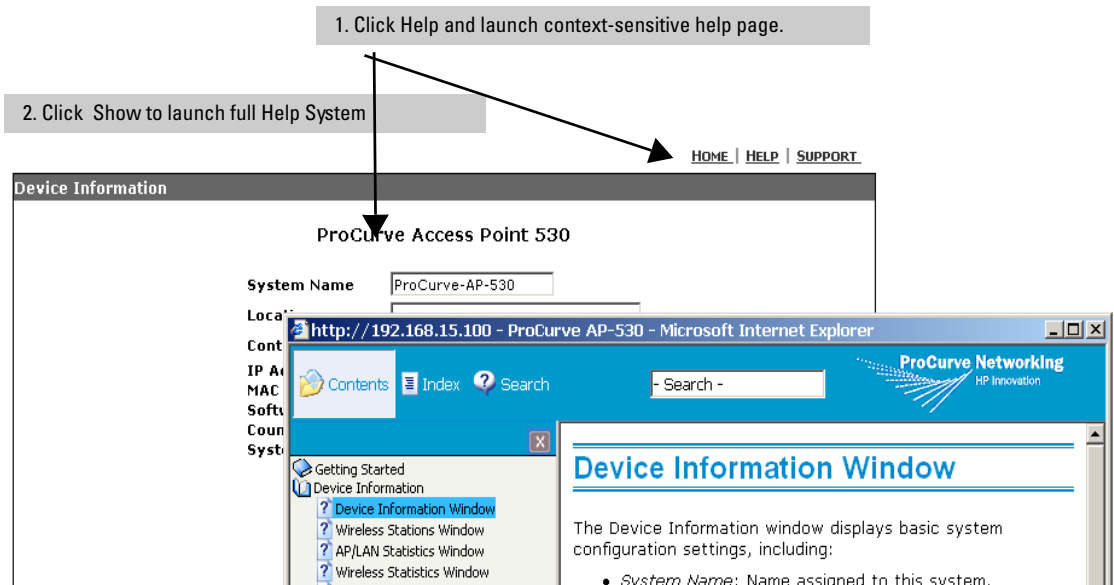 1. Click Help and launch context-sensitive help page.
2. Click Show to launch full Help System
HOME | HELP | SUPPORT
Device Information
ProCurve Access Point 530
System Name ProCurve-AP-530
http://192.168.15.100 - ProCurve AP-530 - Microsoft Internet Explorer
MAC
Contents Index Search - Search - ProCurve Networking
HP Innovation
X
Getting Started
Device Information
Device Information Window
Wireless Stations Window
AP/LAN Statistics Window
Wireless Statistics Window
Device Information Window
The Device Information window displays basic system
configuration settings, including:
• System Name: Name assigned to this system.